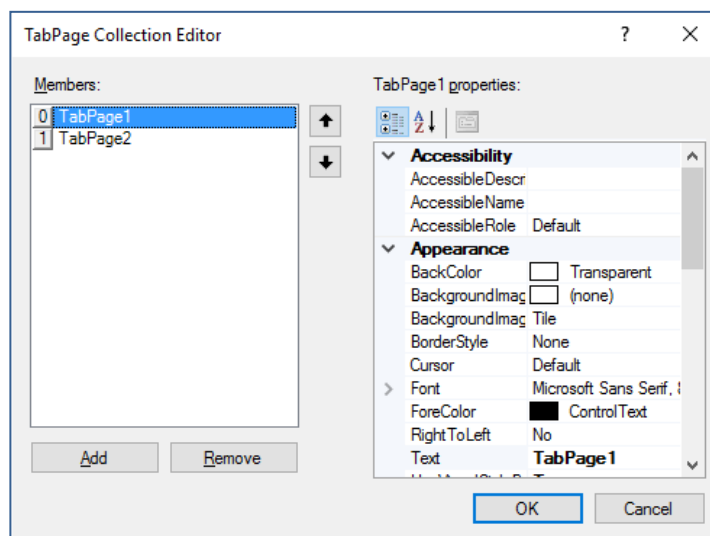 TabPage Collection Editor ?
Members:
0 TabPage1
1 TabPage2
Add Remove
TabPage1 properties:
Accessibility
AccessibleDescr
AccessibleName
AccessibleRole Default
Appearance
BackColor Transparent
BackgroundImag (none)
BackgroundImag Tile
BorderStyle None
Cursor Default
Font Microsoft Sans Serif, 8
ForeColor ControlText
RightToLeft No
Text TabPage1
OK Cancel